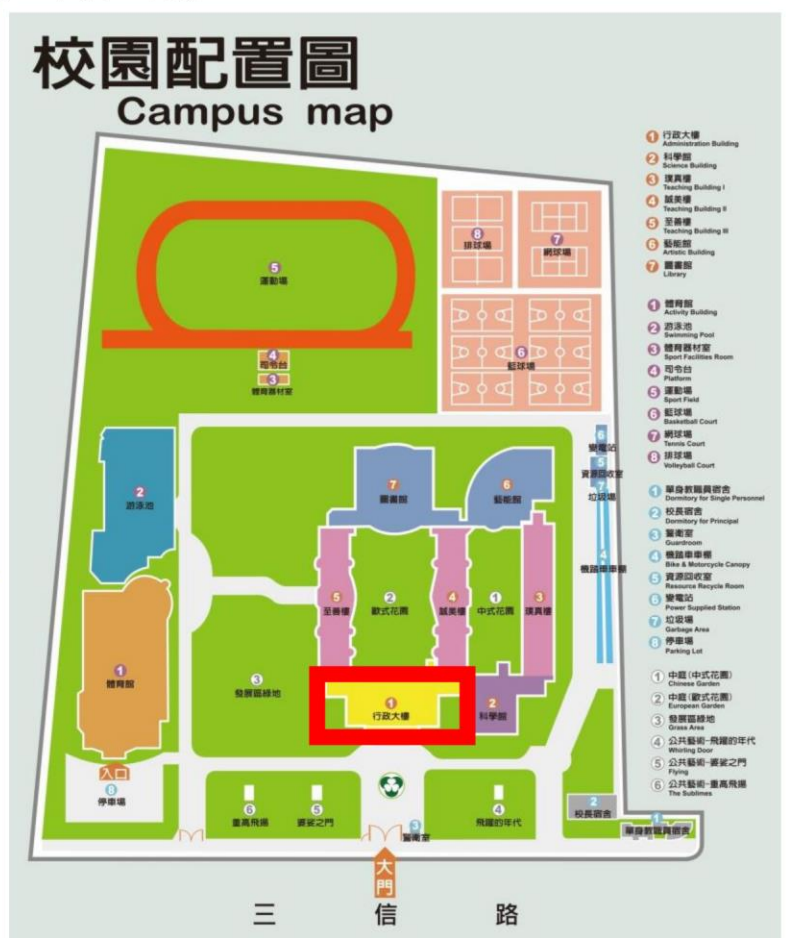 校園配置圖
Campus map
1 行政大樓
Administration Building
2 科學館
Science Building
3 璞真樓
Teaching Building I
4 誠美樓
Teaching Building II
5 至善樓
Teaching Building III
6 藝能館
Artistic Building
7 圖書館
Library
1 體育館
Activity Building
2 游泳池
Swimming Pool
3 體育器材室
Sport Facilities Room
4 司令台
Platform
5 運動場
Sport Field
6 籃球場
Basketball Court
7 網球場
Tennis Court
8 排球場
Volleyball Court
1 單身教職員宿舍
Dormitory for Single Personnel
2 校長宿舍
Dormitory for Principal
3 警衛室
Guardroom
4 機踏車車棚
Bike & Motorcycle Canopy
5 資源回收室
Resource Recycle Room
6 變電站
Power Supplied Station
7 垃圾場
Garbage Area
8 停車場
Parking Lot
1 中庭(中式花園)
Chinese Garden
2 中庭(歐式花園)
European Garden
3 發展區綠地
Grass Area
4 公共藝術-飛躍的年代
Whirling Door
5 公共藝術-婆娑之門
Flying
6 公共藝術-重高飛揚
The Sublimes
8
排球場
7
網球場
5
運動場
6
籃球場
4
司令台
3
體育器材室
6
變電站
5
資源回收室
7
垃圾場
4
機踏車車棚
2
游泳池
7
圖書館
6
藝能館
5
至善樓
2
歐式花園
4
誠美樓
1
中式花園
3
璞真樓
1
體育館
3
發展區綠地
1
行政大樓
2
科學館
入口
8
停車場
6
重高飛揚
5
婆娑之門
3
警衛室
4
飛躍的年代
2
校長宿舍
1
單身教職員宿舍
大門
三信路